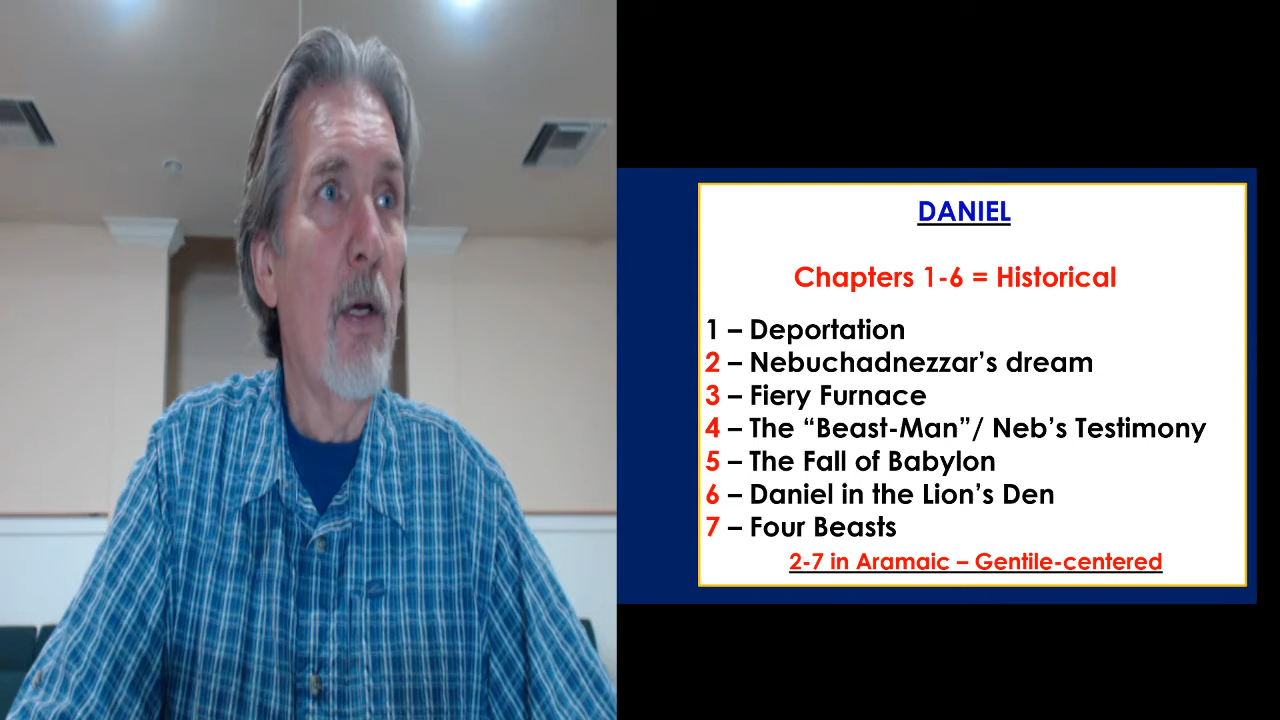 DANIEL
Chapters 1-6 = Historical
1 – Deportation
2 – Nebuchadnezzar’s dream
3 – Fiery Furnace
4 – The “Beast-Man”/ Neb’s Testimony
5 – The Fall of Babylon
6 – Daniel in the Lion’s Den
7 – Four Beasts
2-7 in Aramaic – Gentile-centered